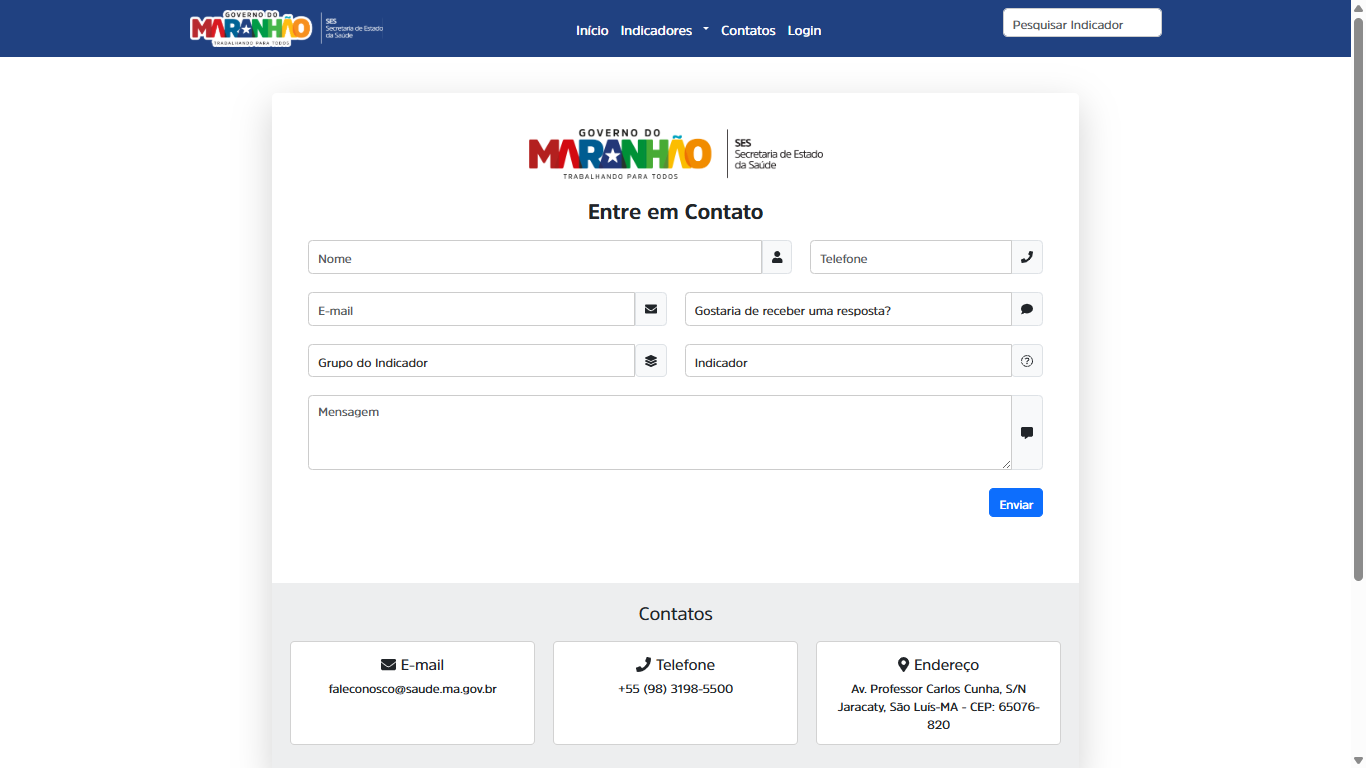 GOVERNO DO
MARANHÃO
TRABALHANDO PARA TODOS
SES
Secretaria de Estado
da Saúde
Início
Indicadores
Contatos
Login
Pesquisar Indicador
GOVERNO DO
MARANHÃO
TRABALHANDO PARA TODOS
SES
Secretaria de Estado
da Saúde
Entre em Contato
Nome
Telefone
E-mail
Gostaria de receber uma resposta?
Grupo do Indicador
Indicador
Mensagem
Enviar
Contatos
E-mail
faleconosco@saude.ma.gov.br
Telefone
+55 (98) 3198-5500
Endereço
Av. Professor Carlos Cunha, S/N
Jaracaty, São Luís-MA - CEP: 65076-
820